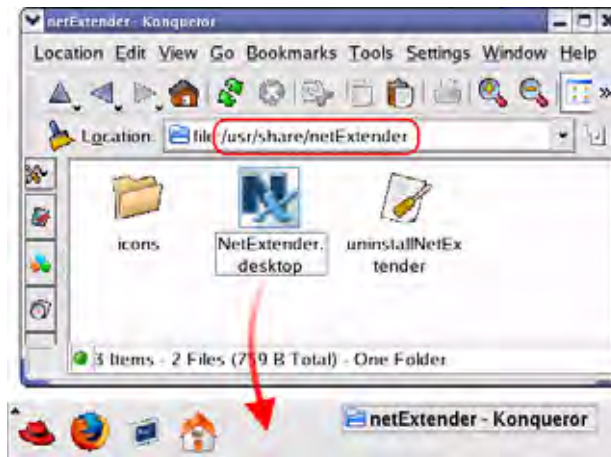 netExtender - Konqueror
Location Edit View Go Bookmarks Tools Settings Window Help
Location: file:/usr/share/netExtender
icons
NetExtender.
desktop
uninstallNetEx
tender
3 Items - 2 Files (759 B Total) - One Folder
netExtender - Konqueror